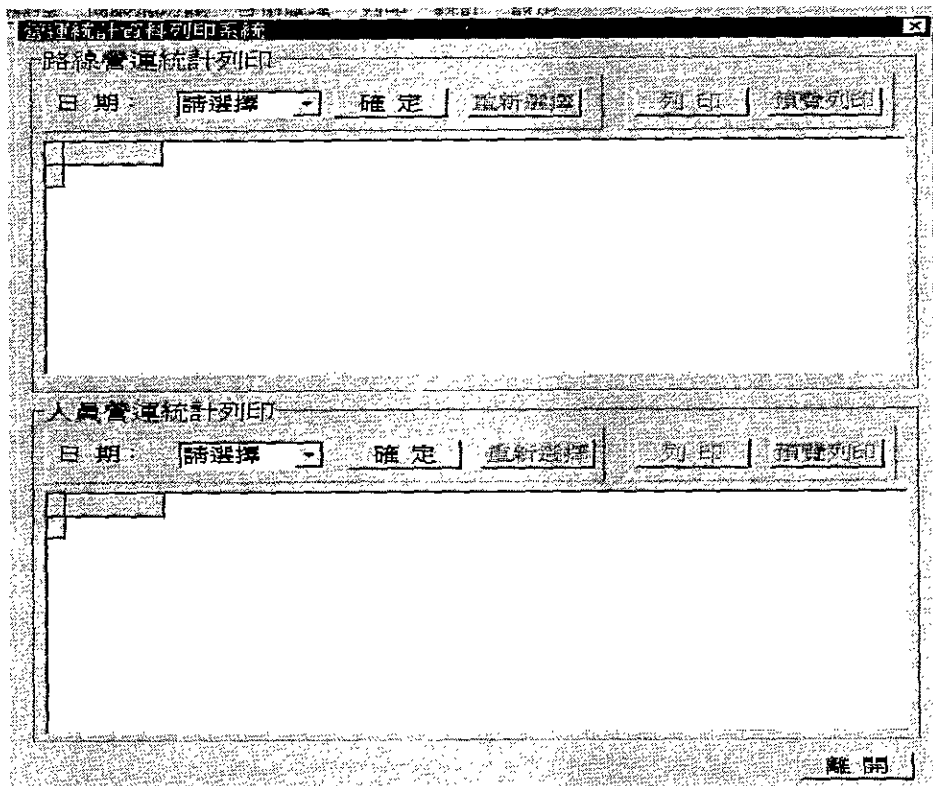 營運統計資料列印系統
路線營運統計列印
日 期： 請選擇 確 定 重新選擇 列 印 預覽列印
人員營運統計列印
日 期： 請選擇 確 定 重新選擇 列 印 預覽列印
離 開